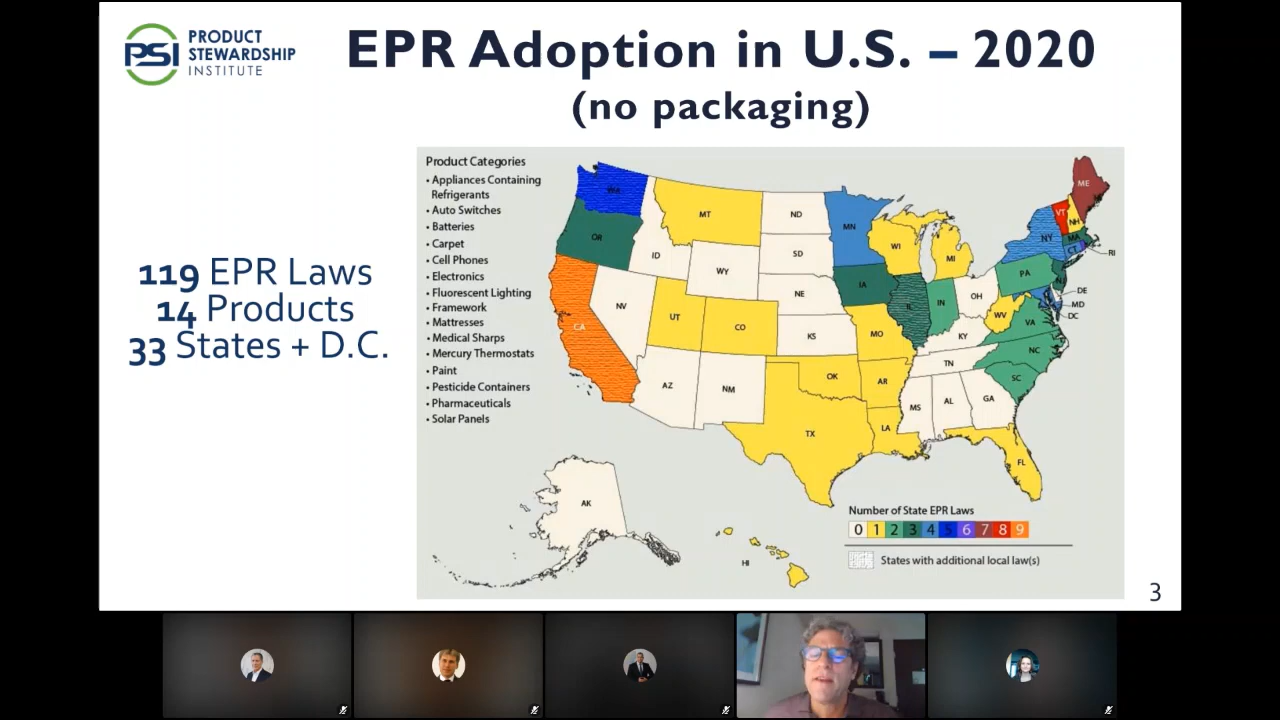 PRODUCT
PSI STEWARDSHIP
INSTITUTE
EPR Adoption in U.S. – 2020
(no packaging)
119 EPR Laws
14 Products
33 States + D.C.
Product Categories
• Appliances Containing
Refrigerants
• Auto Switches
• Batteries
• Carpet
• Cell Phones
• Electronics
• Fluorescent Lighting
• Framework
• Mattresses
• Medical Sharps
• Mercury Thermostats
• Paint
• Pesticide Containers
• Pharmaceuticals
• Solar Panels
WA
OR
CA
ID
NV
MT
WY
UT
CO
AZ
NM
ND
SD
NE
KS
OK
TX
MN
IA
MO
AR
LA
WI
MI
IN
OH
KY
TN
MS
AL
GA
FL
SC
NC
VA
WV
PA
NY
VT
NH
ME
MA
CT
RI
NJ
DE
MD
DC
AK
HI
Number of State EPR Laws
0 1 2 3 4 5 6 7 8 9
States with additional local law(s)
3